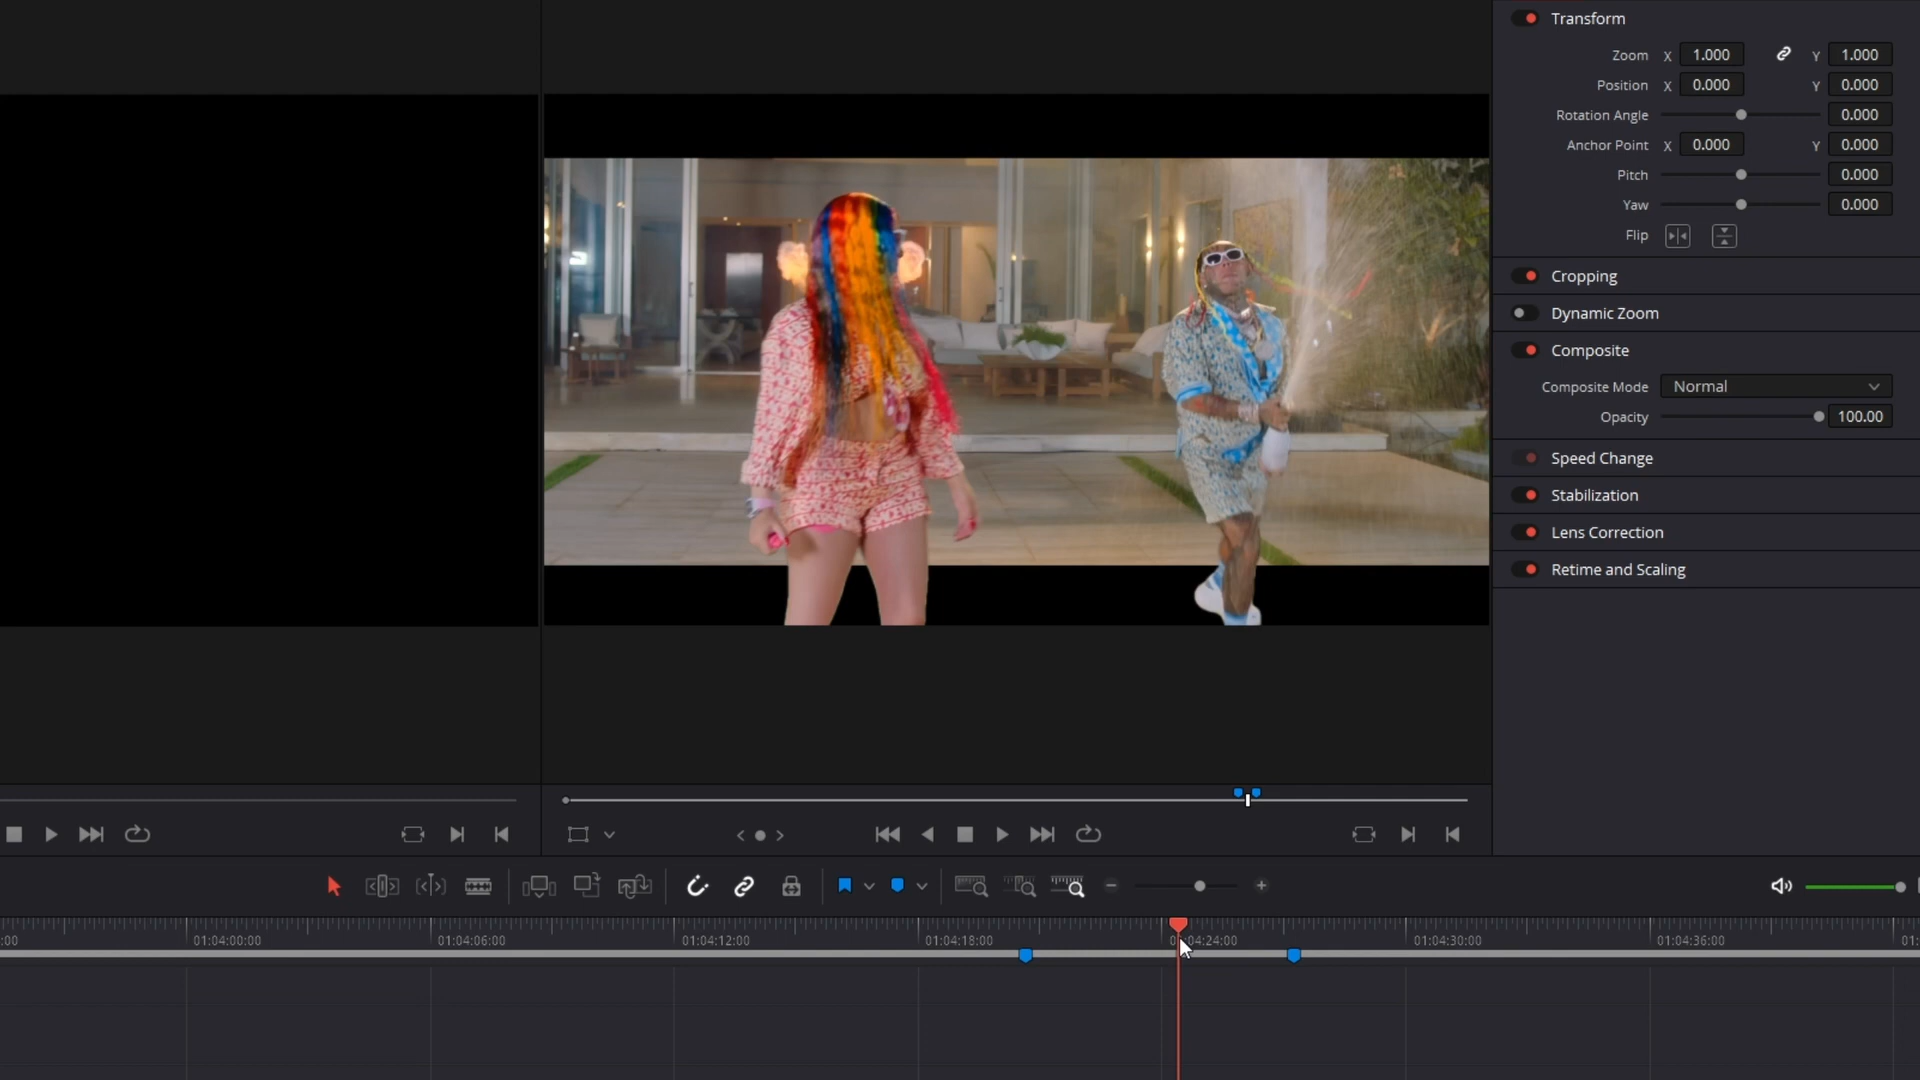 Transform
Zoom X 1.000 Y 1.000
Position X 0.000 Y 0.000
Rotation Angle 0.000
Anchor Point X 0.000 Y 0.000
Pitch 0.000
Yaw 0.000
Flip
Cropping
Dynamic Zoom
Composite
Composite Mode Normal
Opacity 100.00
Speed Change
Stabilization
Lens Correction
Retime and Scaling
:00 01:04:00:00 01:04:06:00 01:04:12:00 01:04:18:00 01:04:24:00 01:04:30:00 01:04:36:00 01: